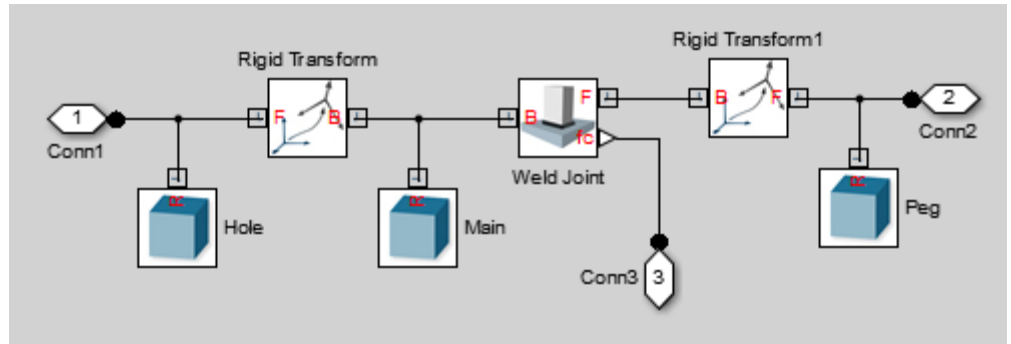 Rigid Transform1
Rigid Transform
F
B
B
F
fc
B
F
1
2
Conn1
Conn2
Weld Joint
R
Hole
R
Main
R
Peg
Conn3
3